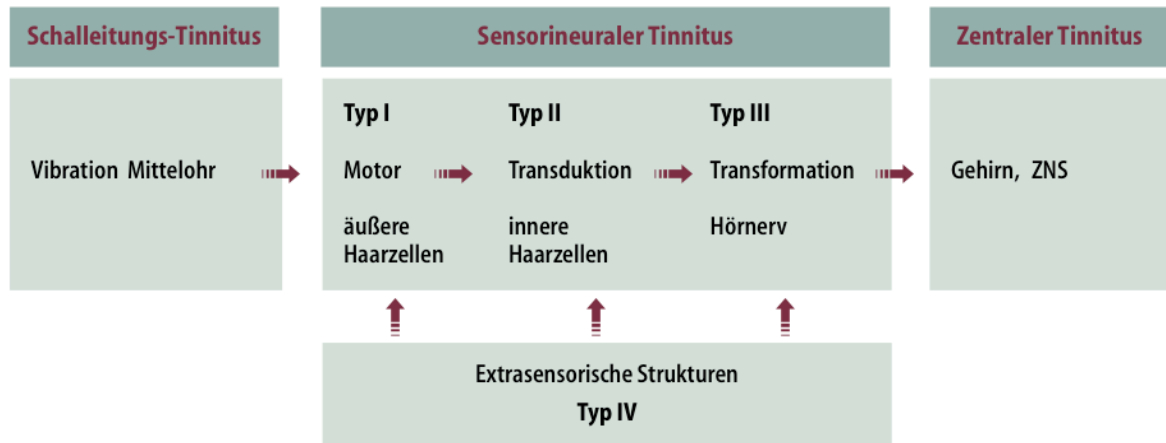 Schalleitungs-Tinnitus
Sensorineuraler Tinnitus
Zentraler Tinnitus
Typ I
Typ II
Typ III
Vibration Mittelohr
Motor
Transduktion
Transformation
Gehirn, ZNS
äußere
Haarzellen
innere
Haarzellen
Hörnerv
Extrasensorische Strukturen
Typ IV